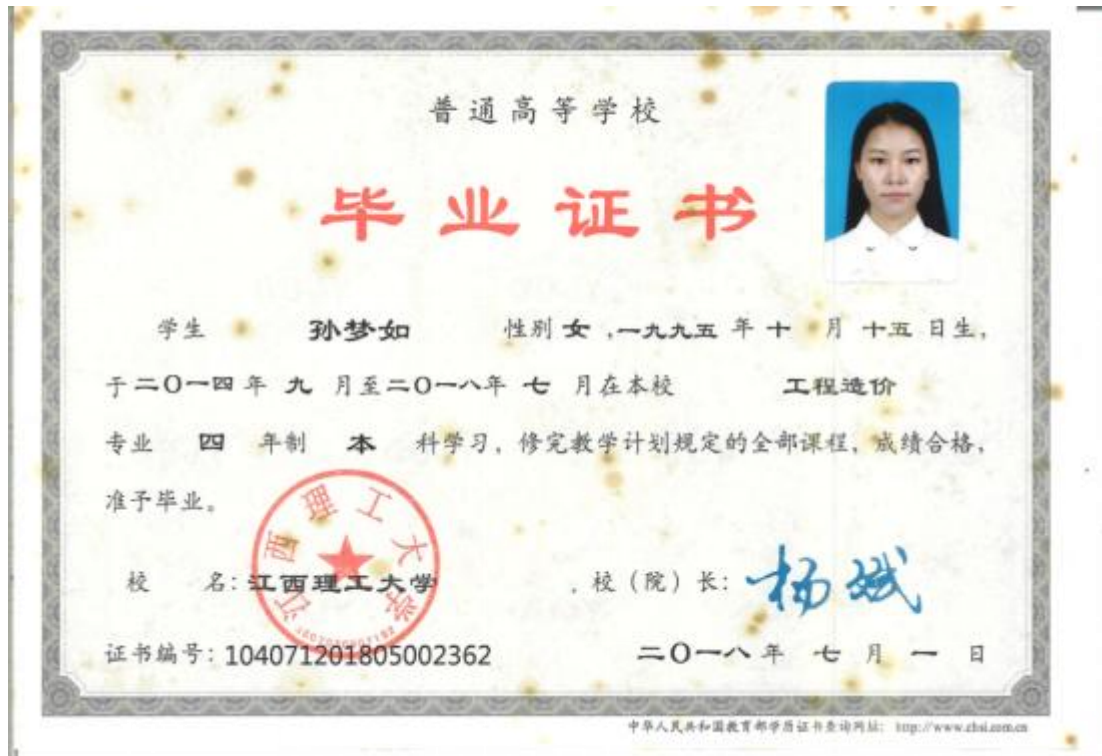 普通高等学校
毕业证书
学生 孙梦如 性别 女 ,一九九五 年 十 月 十五 日生,
于二〇一四 年 九 月至二〇一八年 七 月在本校 工程造价
专业 四 年制 本 科学习, 修完教学计划规定的全部课程, 成绩合格,
准予毕业。
江西理工大学
校 名: 江西理工大学 校（院）长: 杨斌
证书编号: 104071201805002362 二〇一八 年 七 月 一 日
中华人民共和国教育部学历证书查询网址: http://www.chsi.com.cn